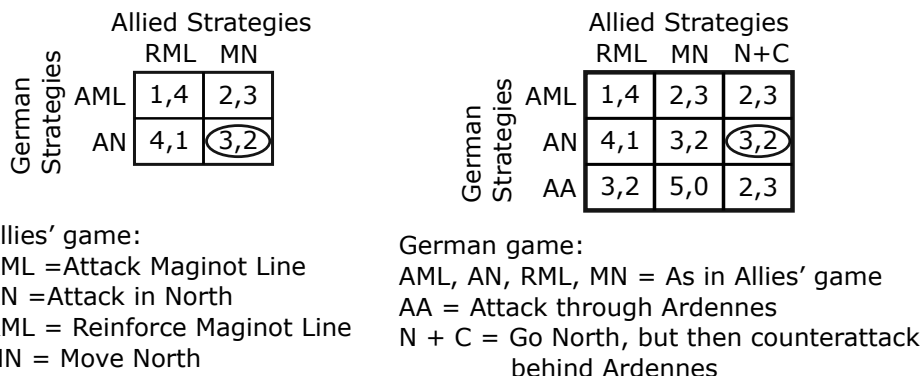 Allied Strategies
RML MN
German
Strategies
AML 1,4 2,3
AN 4,1 3,2
Allied Strategies
RML MN N+C
German
Strategies
AML 1,4 2,3 2,3
AN 4,1 3,2 3,2
AA 3,2 5,0 2,3
llies’ game:
ML =Attack Maginot Line
N =Attack in North
ML = Reinforce Maginot Line
MN = Move North
German game:
AML, AN, RML, MN = As in Allies’ game
AA = Attack through Ardennes
N + C = Go North, but then counterattack
behind Ardennes